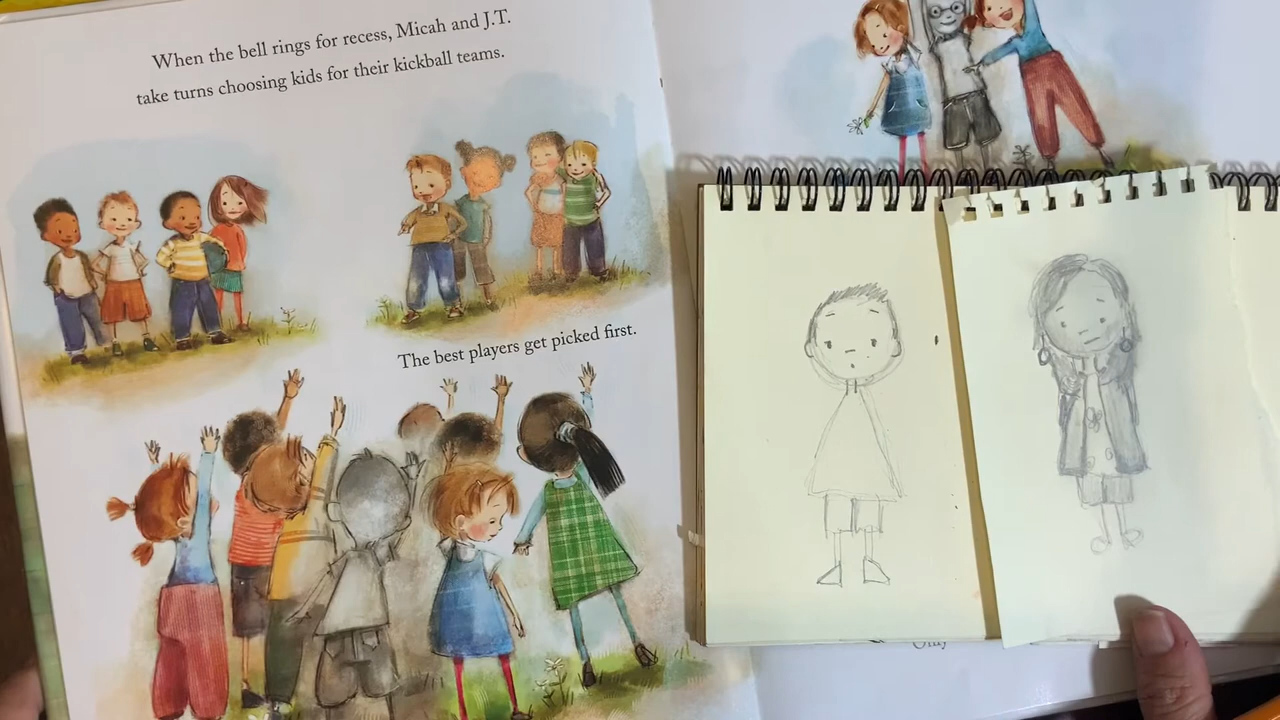 When the bell rings for recess, Micah and J.T.
take turns choosing kids for their kickball teams.
The best players get picked first.